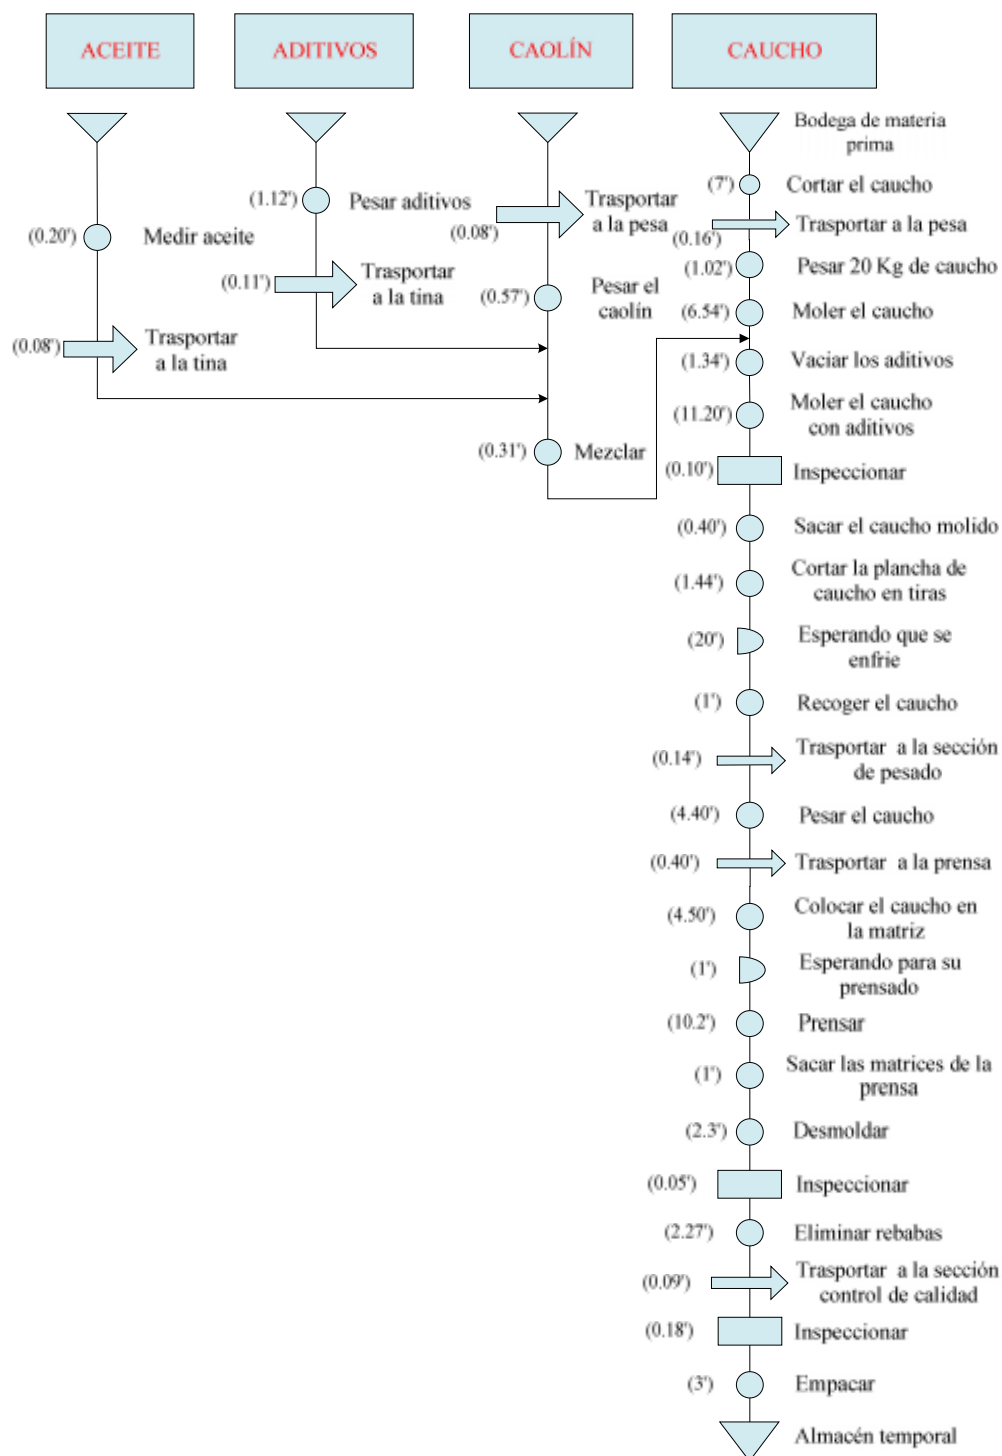 ACEITE
ADITIVOS
CAOLÍN
CAUCHO
(0.20')
Medir aceite
(0.08')
Trasportar
a la tina
(1.12')
Pesar aditivos
(0.11')
Trasportar
a la tina
(0.08')
Trasportar
a la pesa
(0.57')
Pesar el
caolín
(0.31')
Mezclar
Bodega de materia
prima
(7')
Cortar el caucho
(0.16')
Trasportar a la pesa
(1.02')
Pesar 20 Kg de caucho
(6.54')
Moler el caucho
(1.34')
Vaciar los aditivos
(11.20')
Moler el caucho
con aditivos
(0.10')
Inspeccionar
(0.40')
Sacar el caucho molido
(1.44')
Cortar la plancha de
caucho en tiras
(20')
Esperando que se
enfrie
(1')
Recoger el caucho
(0.14')
Trasportar a la sección
de pesado
(4.40')
Pesar el caucho
(0.40')
Trasportar a la prensa
(4.50')
Colocar el caucho en
la matriz
(1')
Esperando para su
prensado
(10.2')
Prensar
(1')
Sacar las matrices de la
prensa
(2.3')
Desmoldar
(0.05')
Inspeccionar
(2.27')
Eliminar rebabas
(0.09')
Trasportar a la sección
control de calidad
(0.18')
Inspeccionar
(3')
Empacar
Almacén temporal